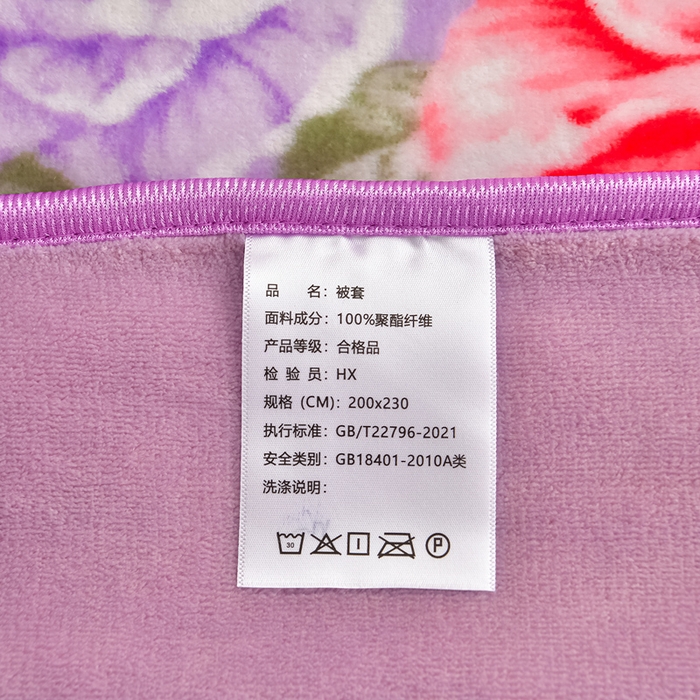 品 名：被套
面料成分：100%聚酯纤维
产品等级：合格品
检 验 员：HX
规格 (CM)：200x230
执行标准：GB/T22796-2021
安全类别：GB18401-2010A类
洗涤说明：
30 P